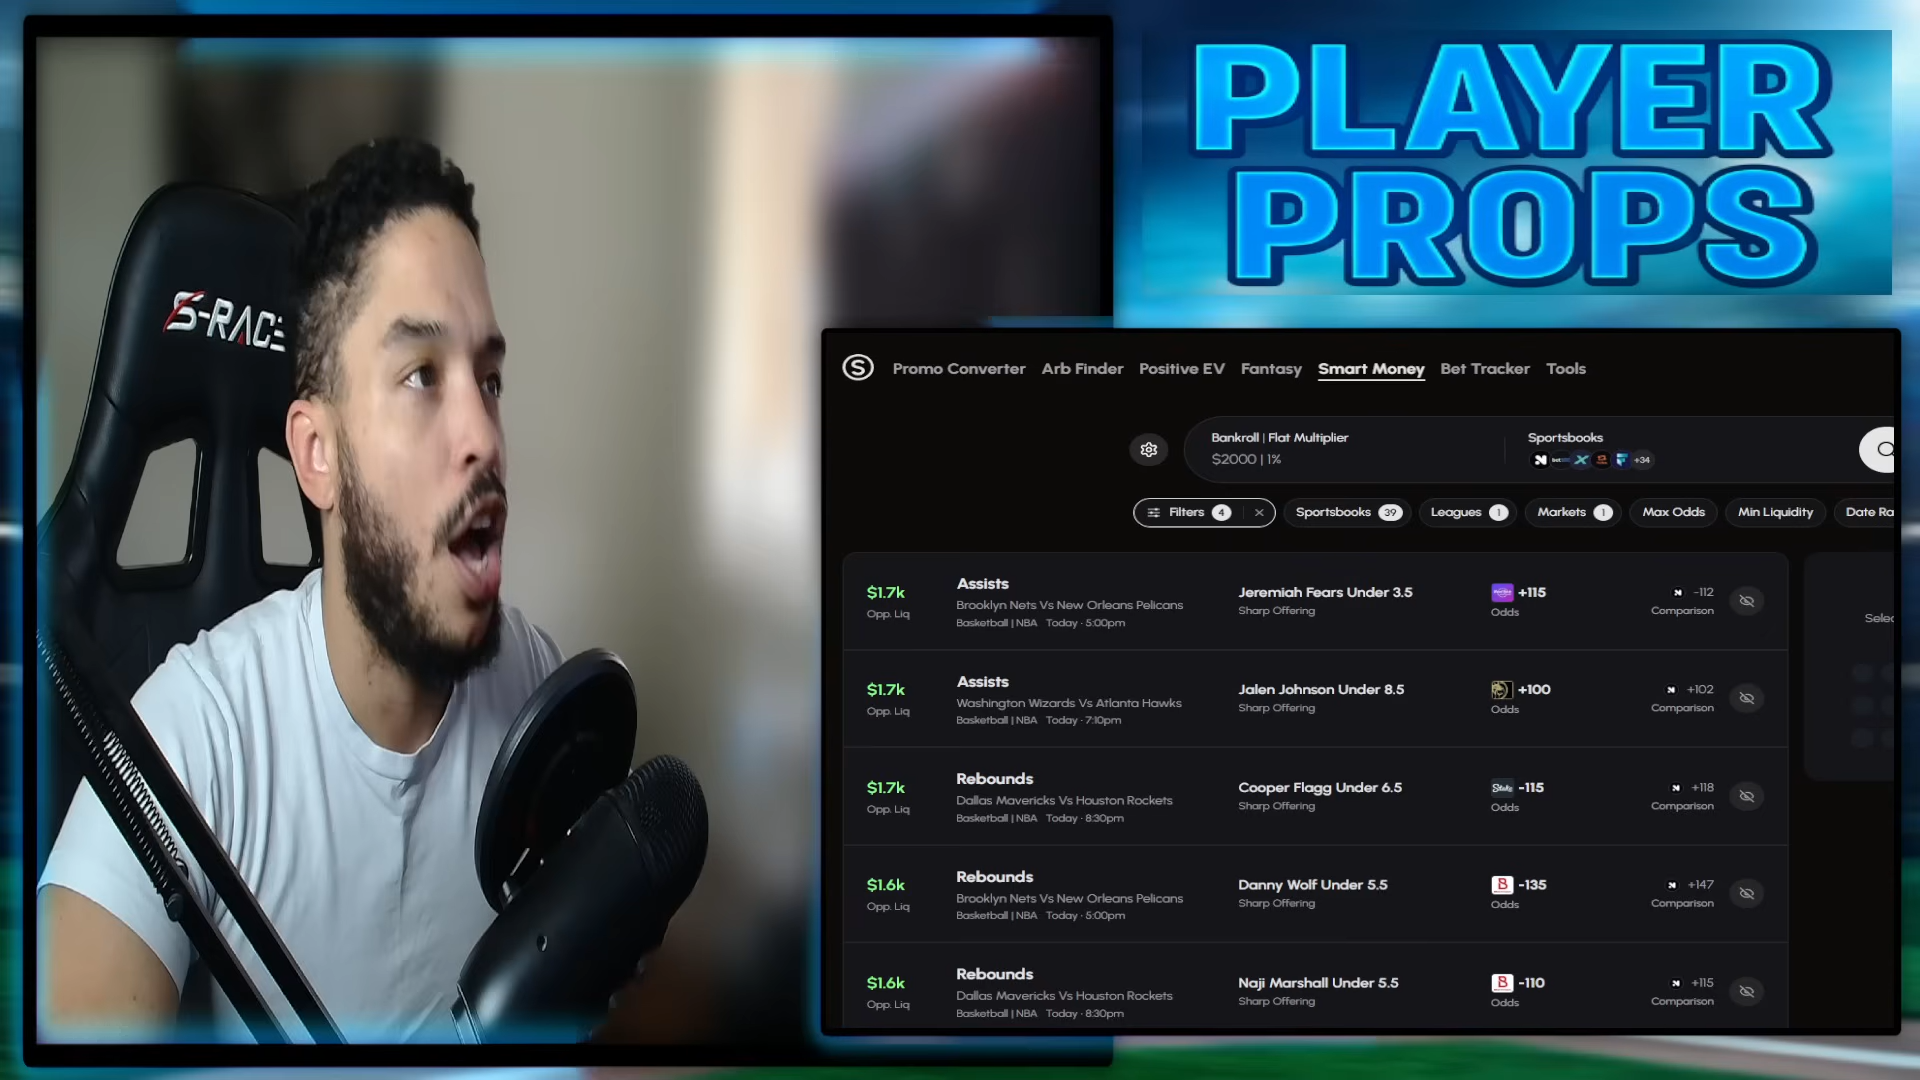 PLAYER
PROPS
S-RACE
S
Promo Converter Arb Finder Positive EV Fantasy Smart Money Bet Tracker Tools
Bankroll | Flat Multiplier
$2000 | 1%
Sportsbooks
+34
Filters 4 Sportsbooks 39 Leagues 1 Markets 1 Max Odds Min Liquidity Date Ra
$1.7k
Opp. Liq
Assists
Brooklyn Nets Vs New Orleans Pelicans
Basketball | NBA Today · 5:00pm
Jeremiah Fears Under 3.5
Sharp Offering
+115
Odds
-112
Comparison
Selec
$1.7k
Opp. Liq
Assists
Washington Wizards Vs Atlanta Hawks
Basketball | NBA Today · 7:10pm
Jalen Johnson Under 8.5
Sharp Offering
+100
Odds
+102
Comparison
$1.7k
Opp. Liq
Rebounds
Dallas Mavericks Vs Houston Rockets
Basketball | NBA Today · 8:30pm
Cooper Flagg Under 6.5
Sharp Offering
Stake -115
Odds
+118
Comparison
$1.6k
Opp. Liq
Rebounds
Brooklyn Nets Vs New Orleans Pelicans
Basketball | NBA Today · 5:00pm
Danny Wolf Under 5.5
Sharp Offering
B -135
Odds
+147
Comparison
$1.6k
Opp. Liq
Rebounds
Dallas Mavericks Vs Houston Rockets
Basketball | NBA Today · 8:30pm
Naji Marshall Under 5.5
Sharp Offering
B -110
Odds
+115
Comparison